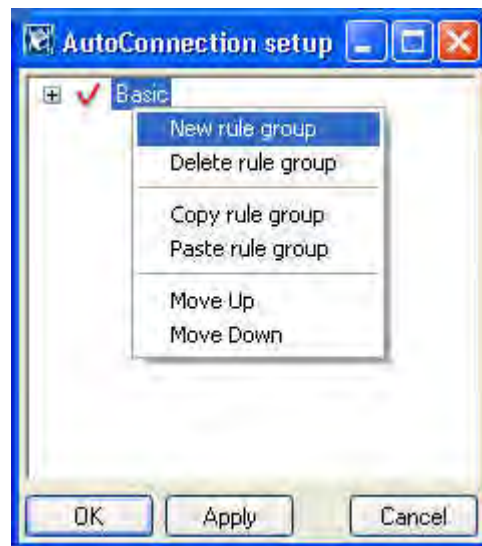 AutoConnection setup
Basic
New rule group
Delete rule group
Copy rule group
Paste rule group
Move Up
Move Down
OK Apply Cancel